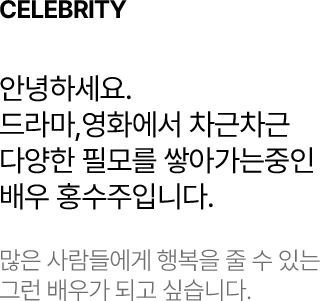 CELEBRITY
안녕하세요.
드라마,영화에서 차근차근
다양한 필모를 쌓아가는중인
배우 홍수주입니다.
많은 사람들에게 행복을 줄 수 있는
그런 배우가 되고 싶습니다.